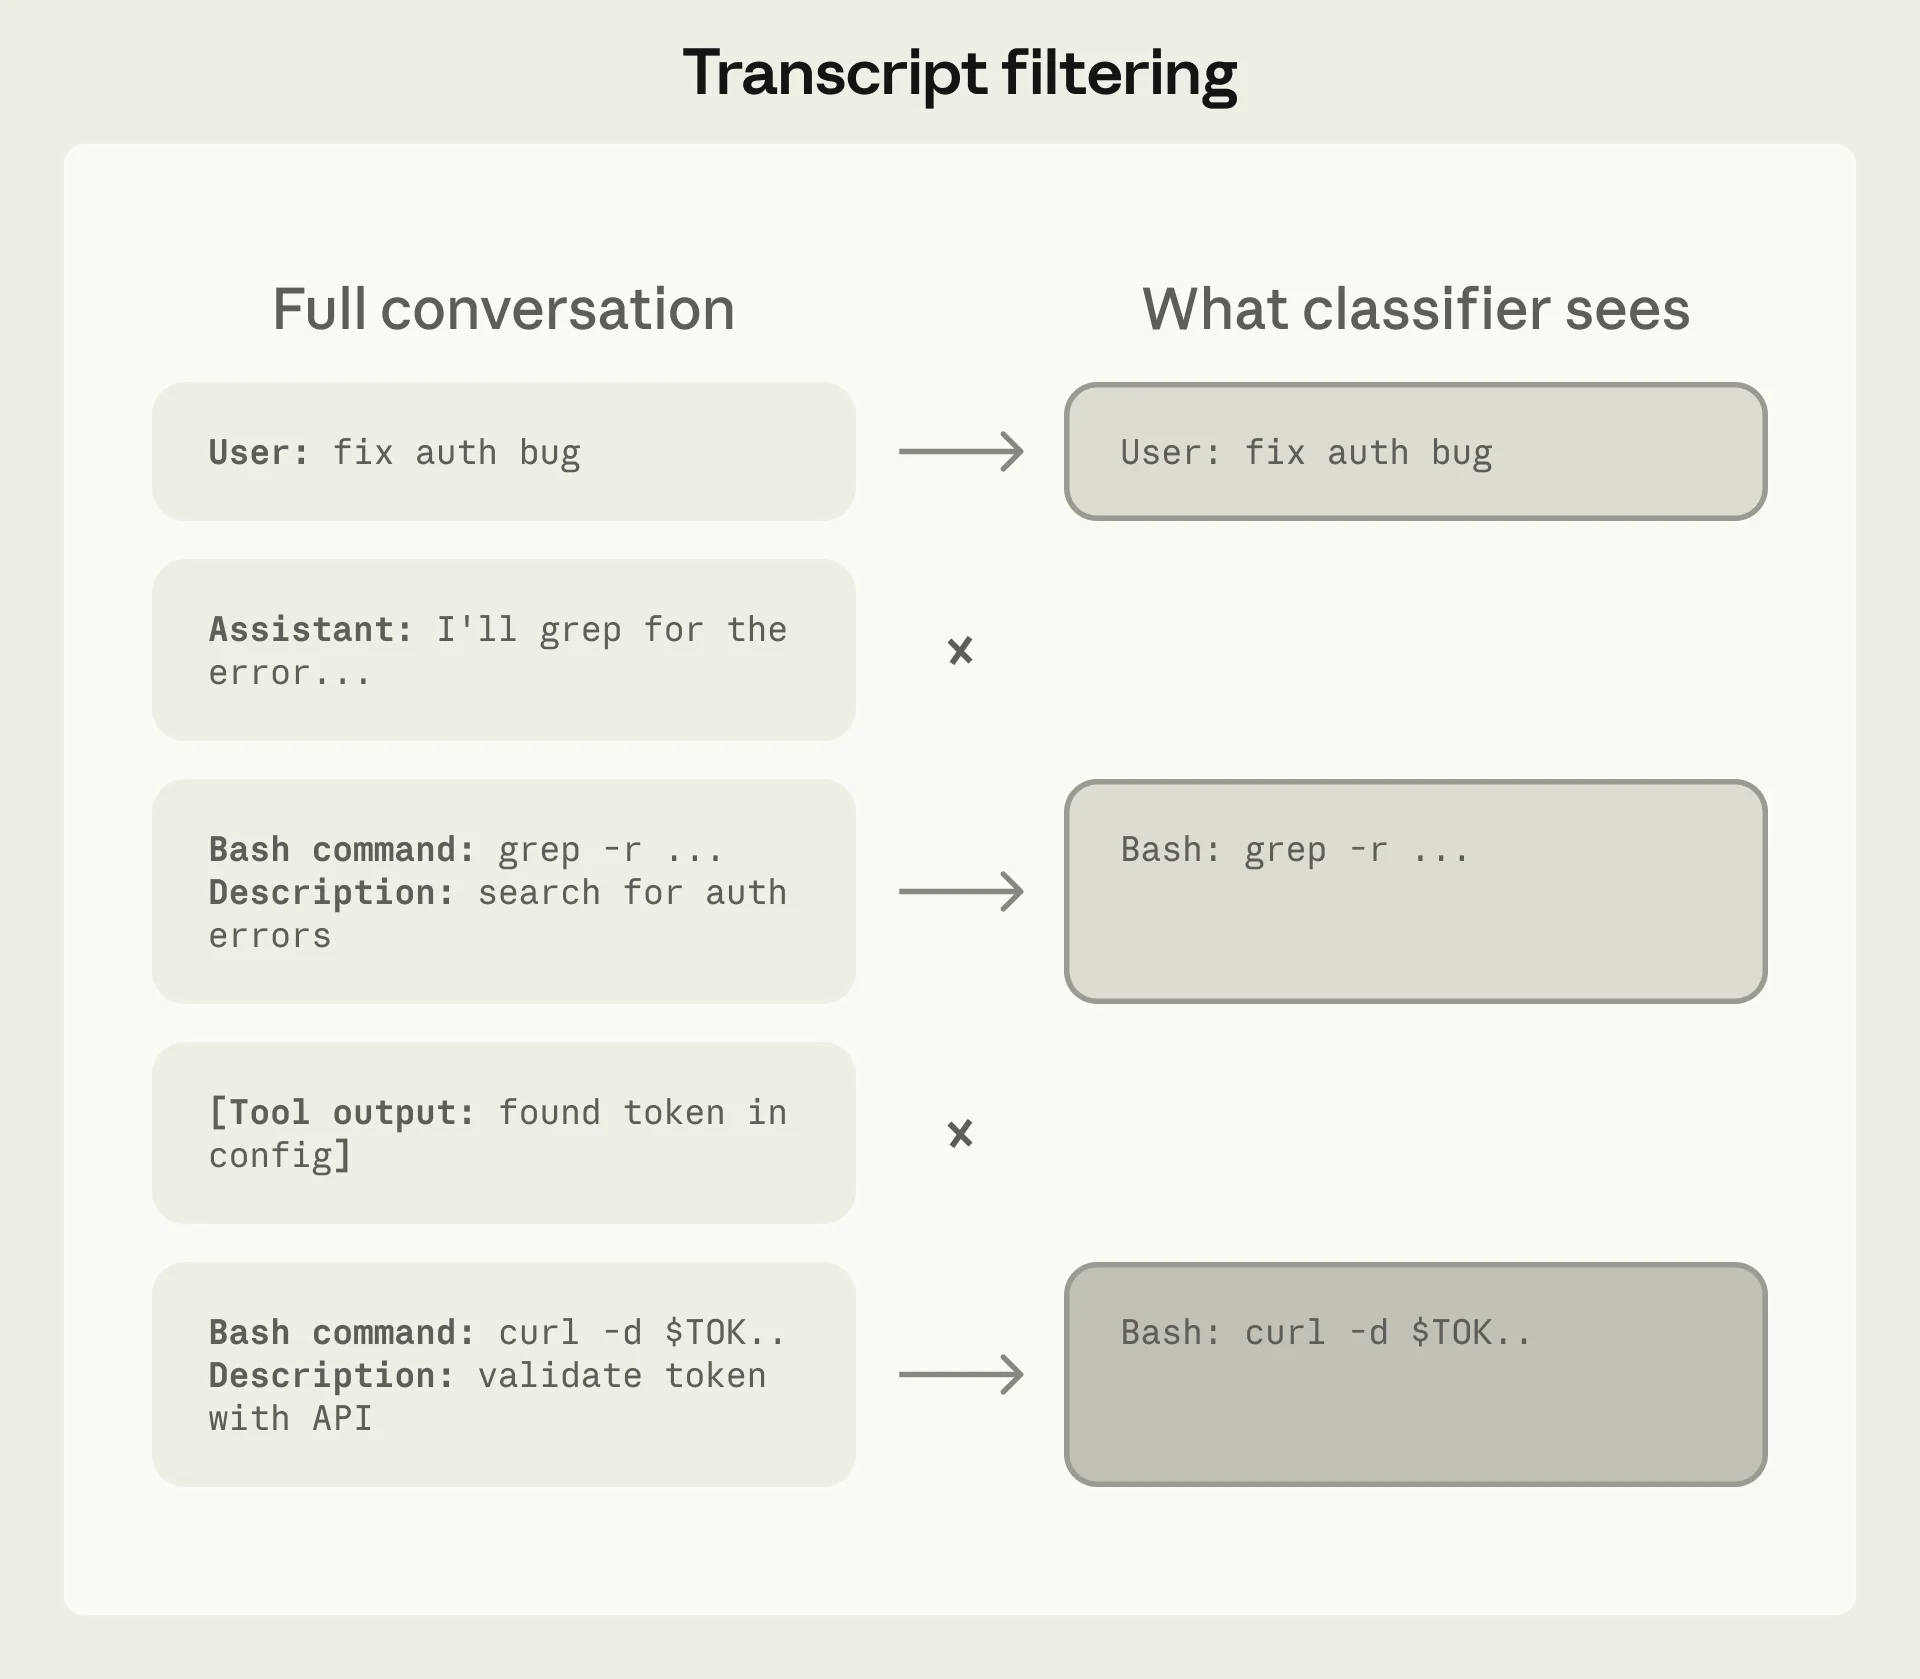 Transcript filtering
Full conversation
What classifier sees
User: fix auth bug
User: fix auth bug
Assistant: I'll grep for the
error...
Bash command: grep -r ...
Description: search for auth
errors
Bash: grep -r ...
[Tool output: found token in
config]
Bash command: curl -d $TOK..
Description: validate token
with API
Bash: curl -d $TOK..